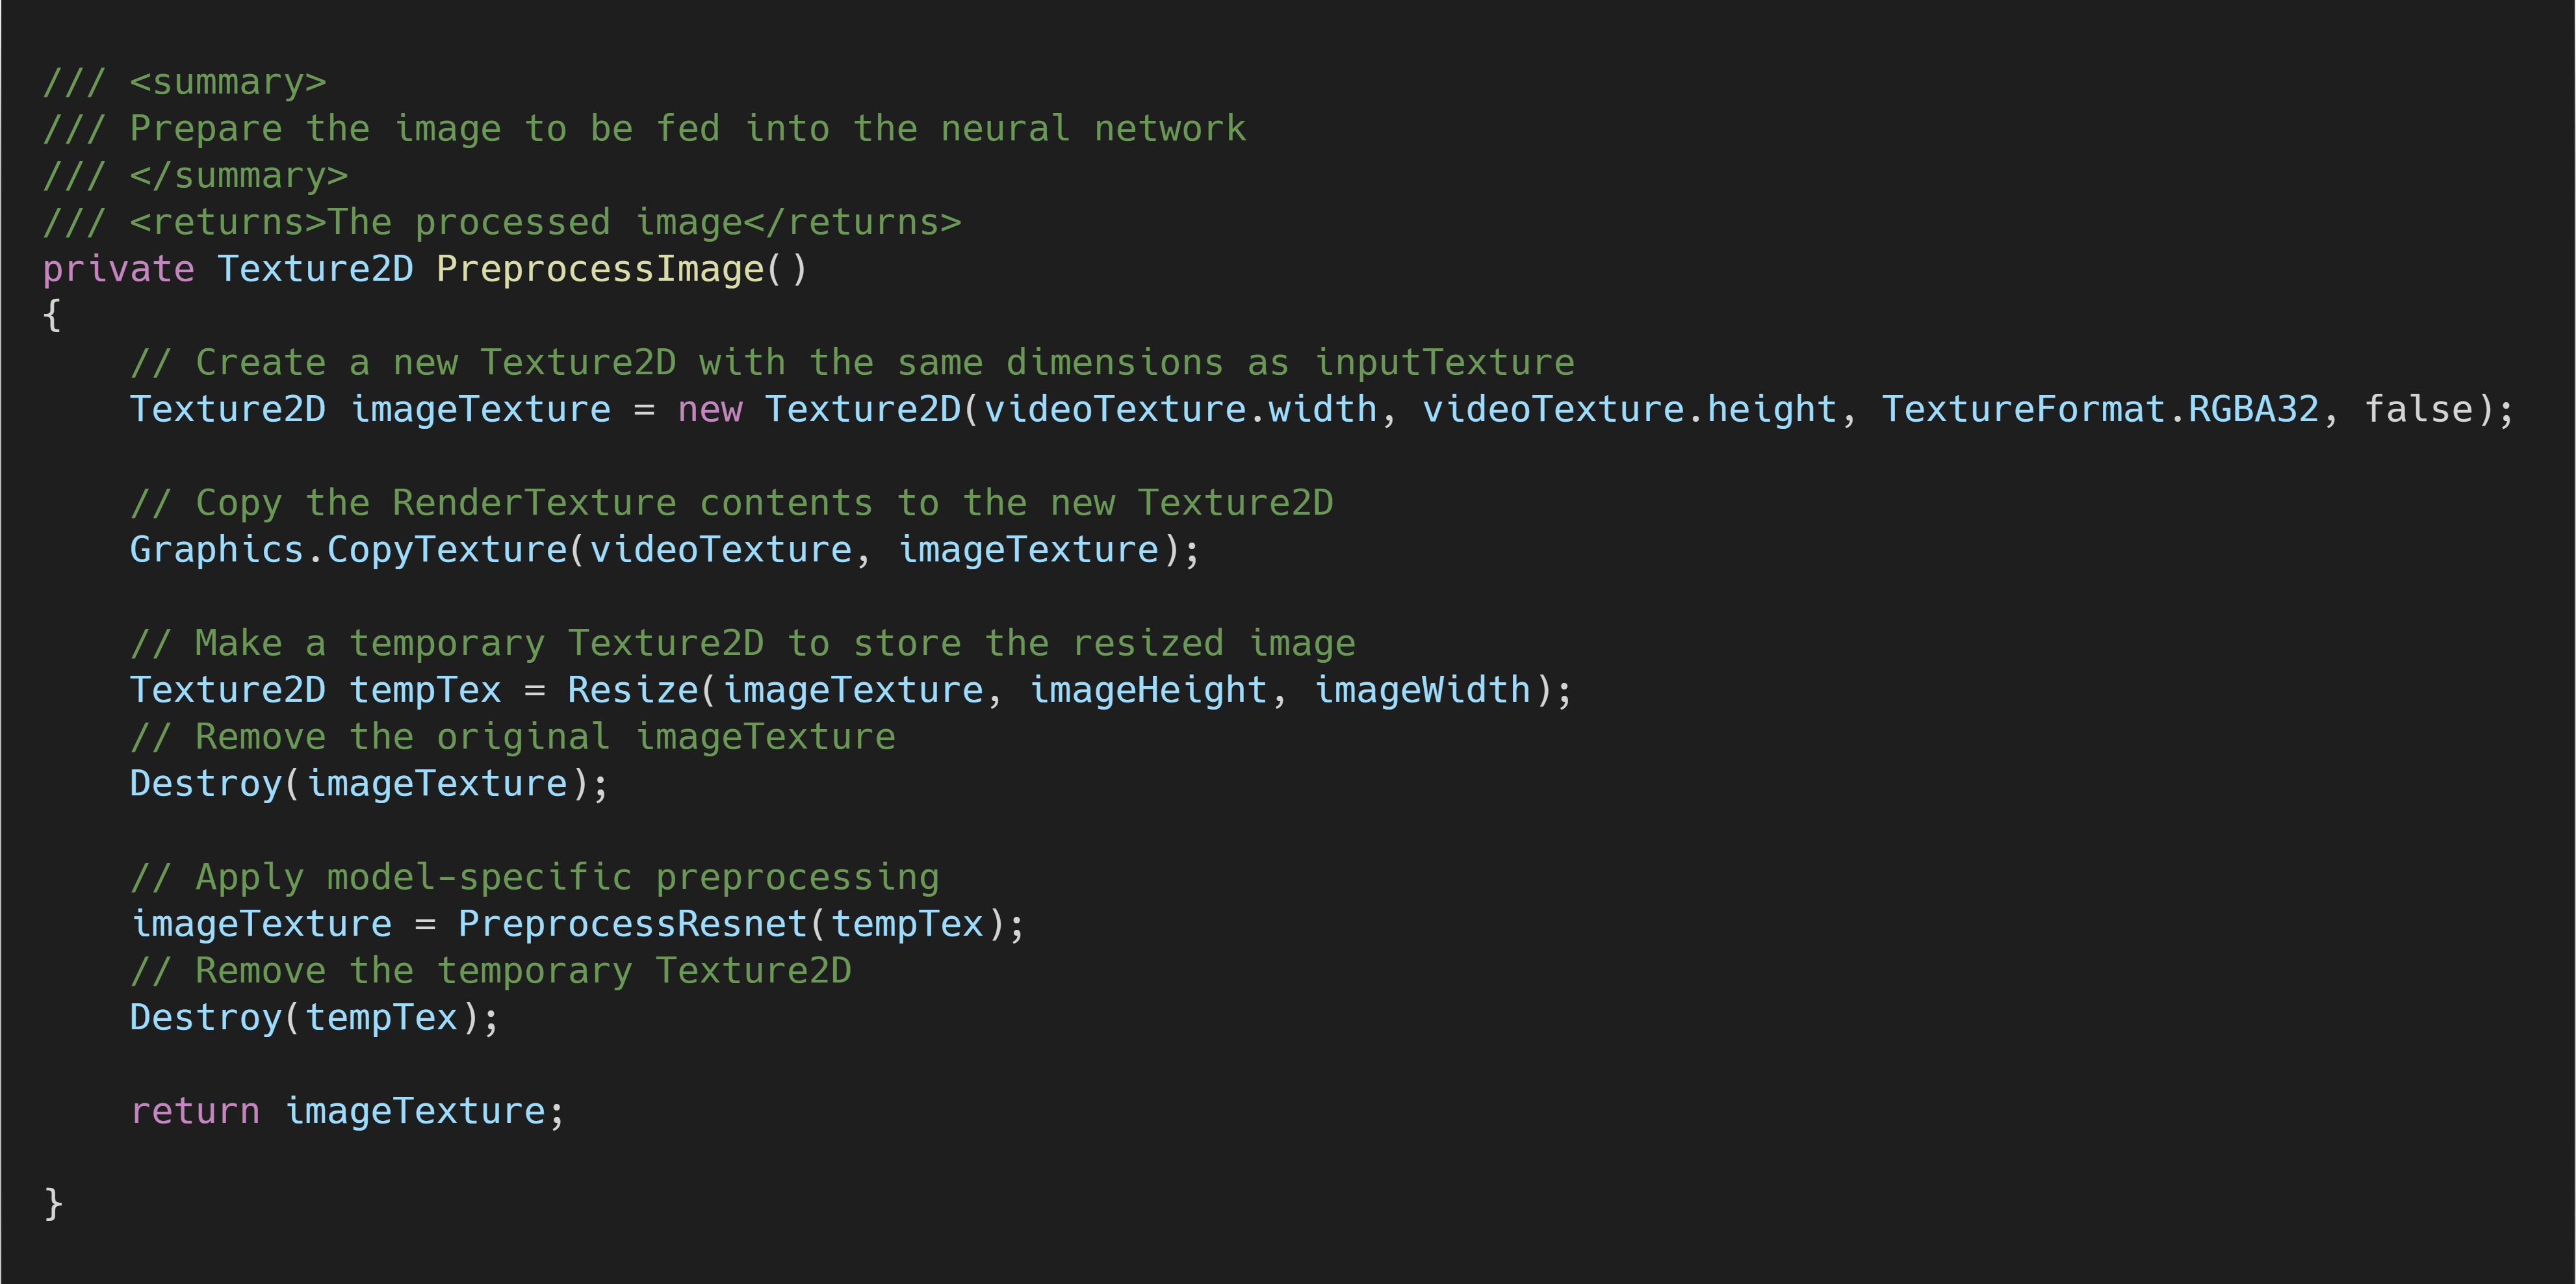 /// <summary>
/// Prepare the image to be fed into the neural network
/// </summary>
/// <returns>The processed image</returns>
private Texture2D PreprocessImage()
{
    // Create a new Texture2D with the same dimensions as inputTexture
    Texture2D imageTexture = new Texture2D(videoTexture.width, videoTexture.height, TextureFormat.RGBA32, false);
    // Copy the RenderTexture contents to the new Texture2D
    Graphics.CopyTexture(videoTexture, imageTexture);
    // Make a temporary Texture2D to store the resized image
    Texture2D tempTex = Resize(imageTexture, imageHeight, imageWidth);
    // Remove the original imageTexture
    Destroy(imageTexture);
    // Apply model-specific preprocessing
    imageTexture = PreprocessResnet(tempTex);
    // Remove the temporary Texture2D
    Destroy(tempTex);
    return imageTexture;
}